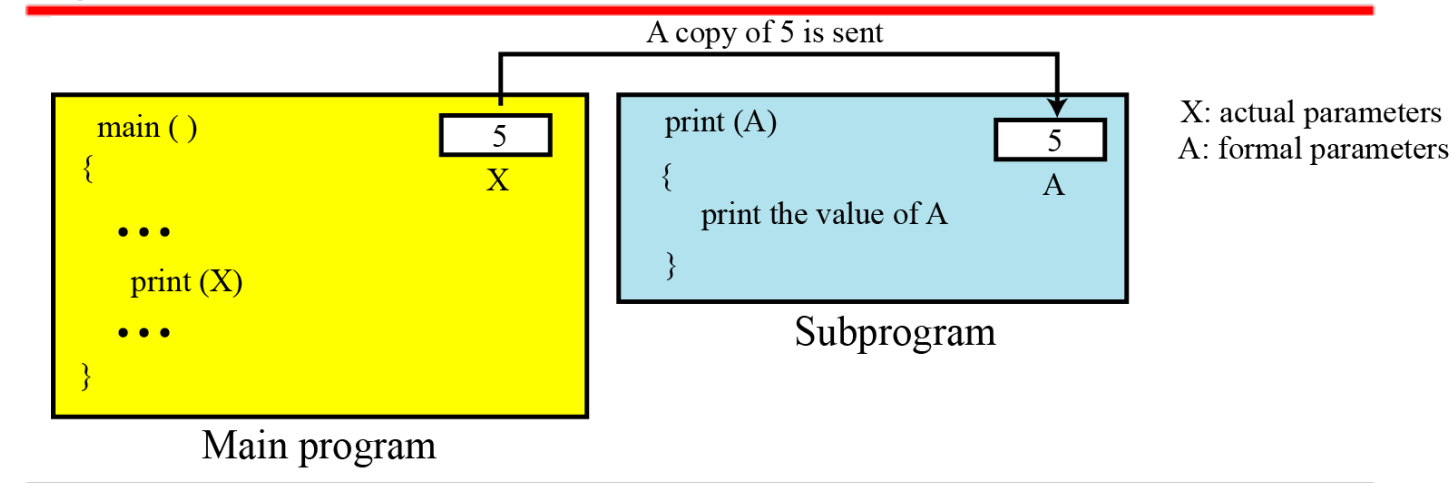 A copy of 5 is sent
main ( )
{
5
X
• • •
print (X)
• • •
}
Main program
print (A)
{
5
A
print the value of A
}
Subprogram
X: actual parameters
A: formal parameters